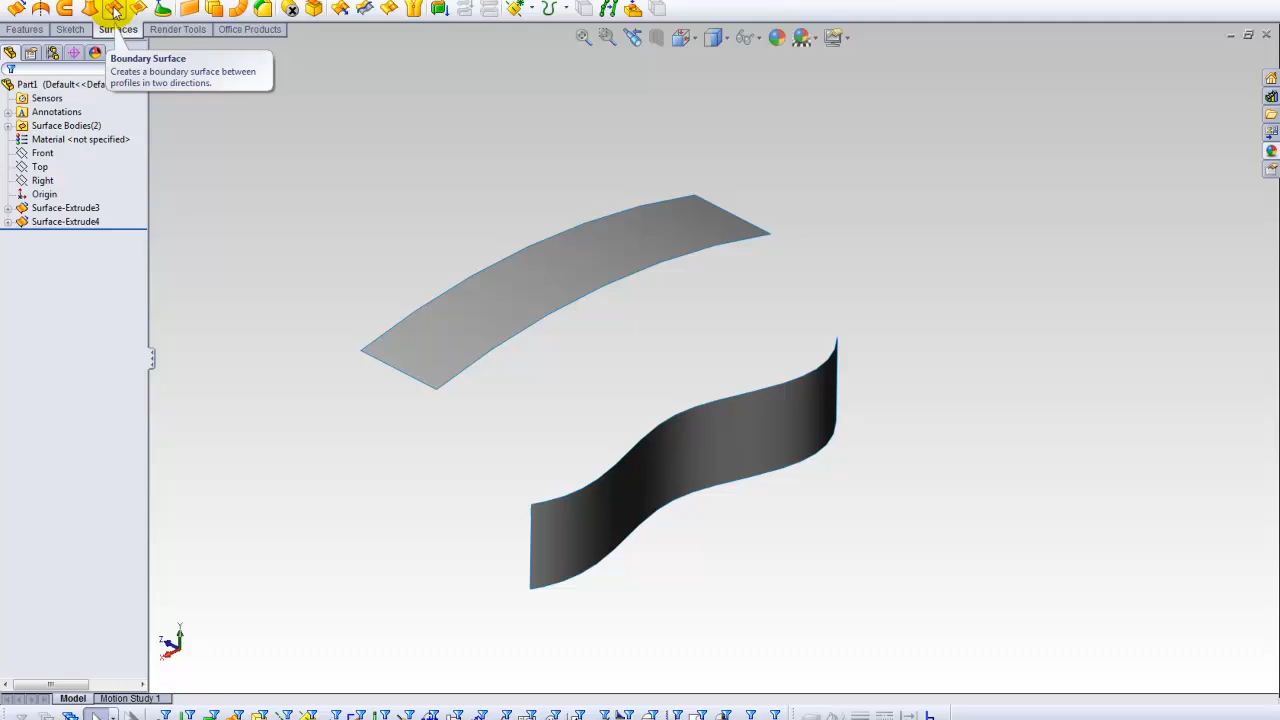 Features Sketch Surfaces Render Tools Office Products
Boundary Surface
Creates a boundary surface between
profiles in two directions.
Part1 (Default<<Defa
Sensors
Annotations
Surface Bodies(2)
Material <not specified>
Front
Top
Right
Origin
Surface-Extrude3
Surface-Extrude4
Y
Z
X
Model Motion Study 1